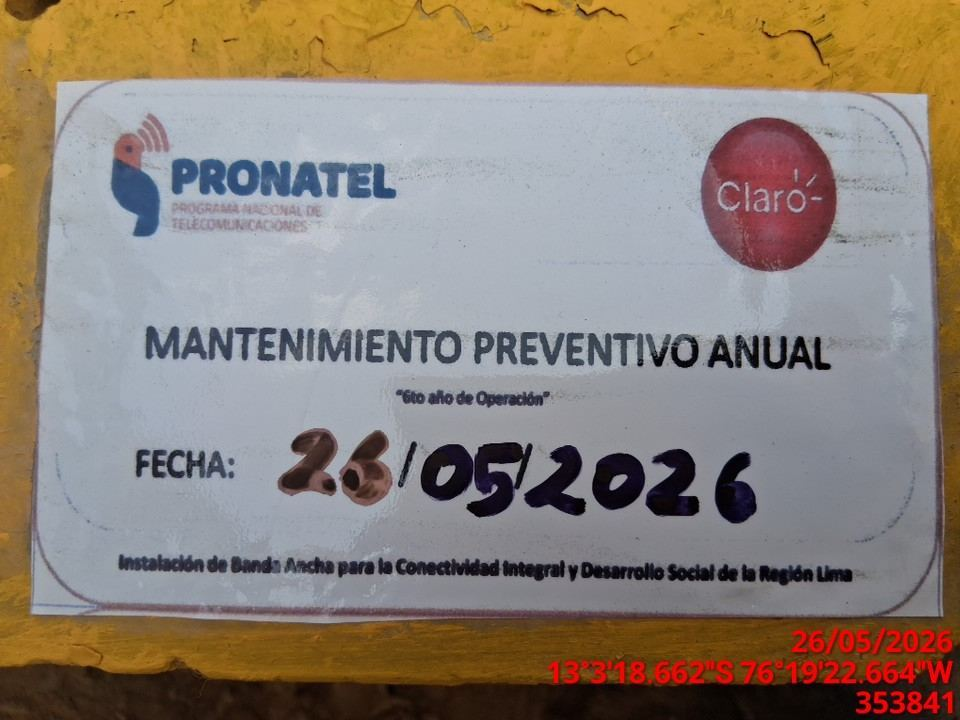 PRONATEL
PROGRAMA NACIONAL DE
TELECOMUNICACIONES
Claro
MANTENIMIENTO PREVENTIVO ANUAL
"6to año de Operación"
FECHA: 26/05/2026
Instalación de Banda Ancha para la Conectividad Integral y Desarrollo Social de la Región Lima
26/05/2026
13°3'18.662"S 76°19'22.664"W
353841